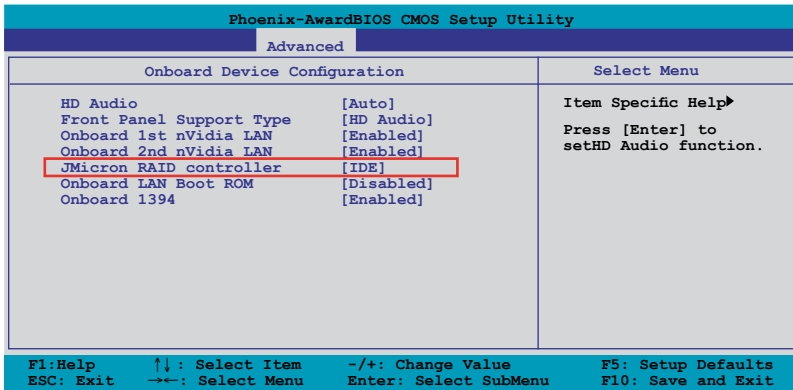 Phoenix-AwardBIOS CMOS Setup Utility
Advanced
Onboard Device Configuration
Select Menu
HD Audio [Auto]
Front Panel Support Type [HD Audio]
Onboard 1st nVidia LAN [Enabled]
Onboard 2nd nVidia LAN [Enabled]
JMicron RAID controller [IDE]
Onboard LAN Boot ROM [Disabled]
Onboard 1394 [Enabled]
Item Specific Help▶
Press [Enter] to
setHD Audio function.
F1:Help ↑↓ : Select Item -/+: Change Value F5: Setup Defaults
ESC: Exit →←: Select Menu Enter: Select SubMenu F10: Save and Exit